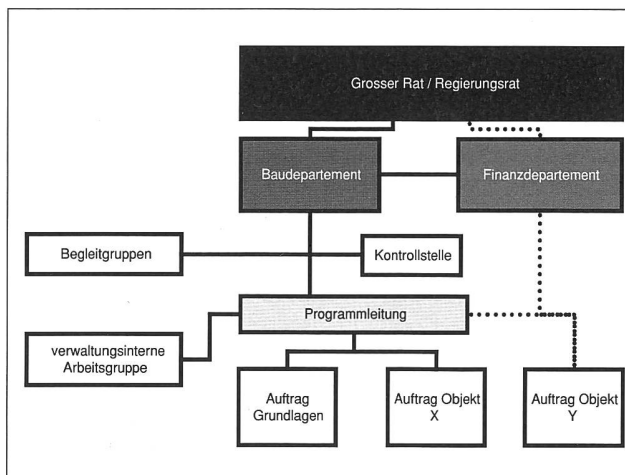 Grosser Rat / Regierungsrat
Baudepartement
Finanzdepartement
Begleitgruppen
Kontrollstelle
Programmleitung
verwaltungsinterne
Arbeitsgruppe
Auftrag
Grundlagen
Auftrag Objekt
X
Auftrag Objekt
Y